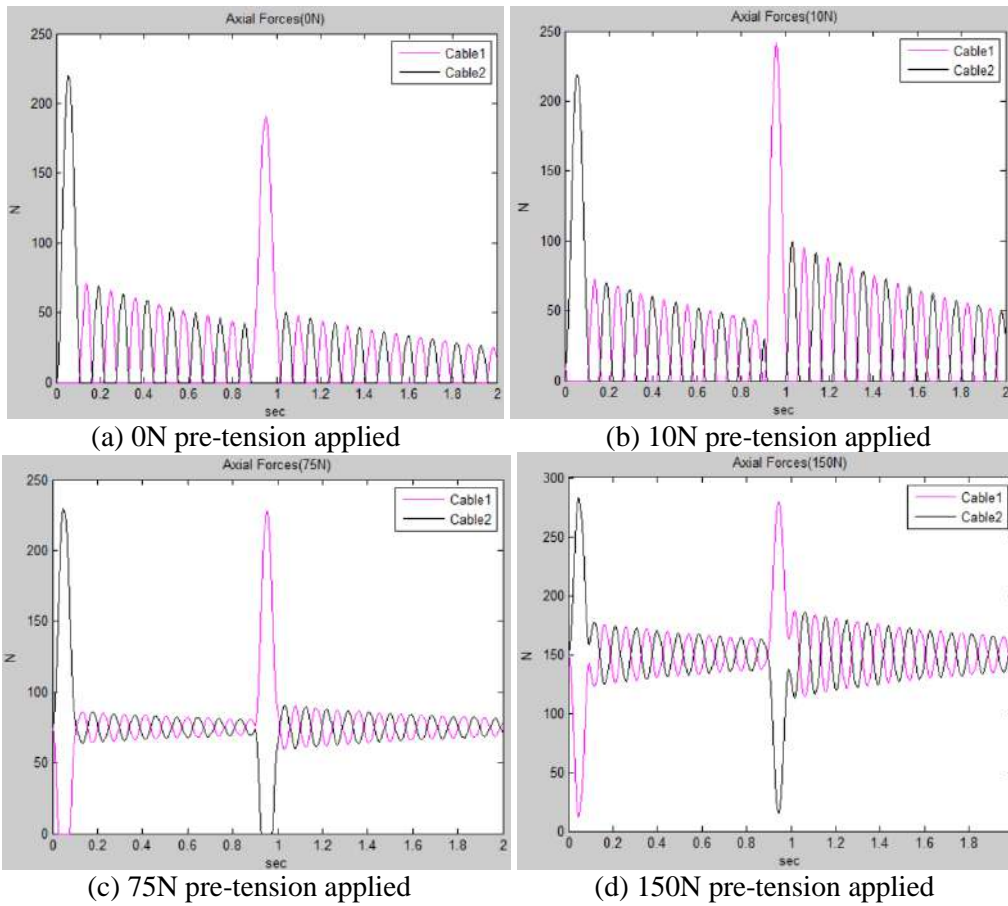 Axial Forces(0N)
250
200
150
100
50
0
N
0 0.2 0.4 0.6 0.8 1 1.2 1.4 1.6 1.8 2
sec
Cable1
Cable2
(a) 0N pre-tension applied
Axial Forces(10N)
250
200
150
100
50
0
N
0 0.2 0.4 0.6 0.8 1 1.2 1.4 1.6 1.8 2
sec
Cable1
Cable2
(b) 10N pre-tension applied
Axial Forces(75N)
250
200
150
100
50
0
N
0 0.2 0.4 0.6 0.8 1 1.2 1.4 1.6 1.8 2
sec
Cable1
Cable2
(c) 75N pre-tension applied
Axial Forces(150N)
300
250
200
150
100
50
0
N
0 0.2 0.4 0.6 0.8 1 1.2 1.4 1.6 1.8 2
sec
Cable1
Cable2
(d) 150N pre-tension applied